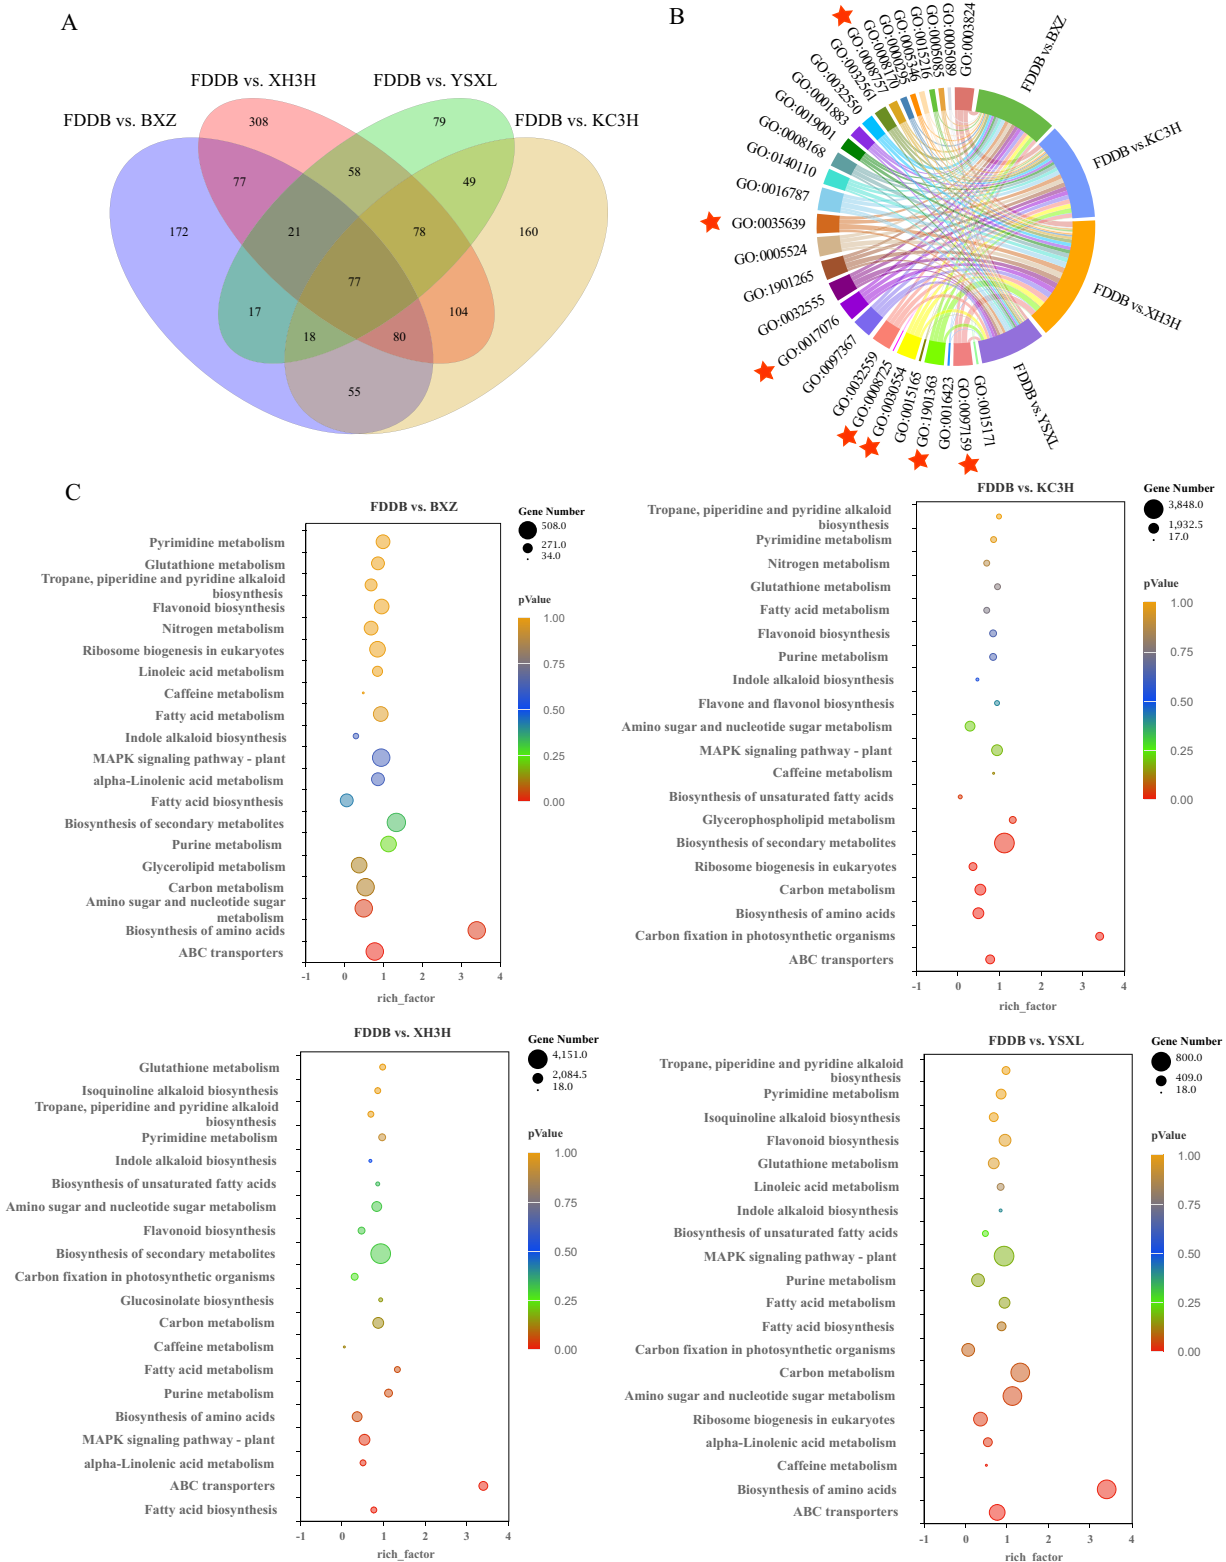 A
FDDB vs. XH3H
FDDB vs. YSXL
FDDB vs. BXZ
FDDB vs. KC3H
308
79
77
58
49
172
21
78
160
77
17
104
18
80
55
B
GO:0003824
GO:0005089
GO:0005085
GO:0015216
GO:0005346
GO:0000295
GO:0008170
GO:0008757
GO:0032561
GO:0032550
GO:0001883
GO:0019001
GO:0008168
GO:0140110
GO:0016787
GO:0035639
GO:0005524
GO:1901265
GO:0032555
GO:0017076
GO:0097367
GO:0032559
GO:0008725
GO:0030554
GO:0015165
GO:1901363
GO:0016423
GO:0097159
GO:0015171
FDDB vs.BXZ
FDDB vs.KC3H
FDDB vs.XH3H
FDDB vs.YSXL
C
FDDB vs. BXZ
Pyrimidine metabolism
Glutathione metabolism
Tropane, piperidine and pyridine alkaloid
biosynthesis
Flavonoid biosynthesis
Nitrogen metabolism
Ribosome biogenesis in eukaryotes
Linoleic acid metabolism
Caffeine metabolism
Fatty acid metabolism
Indole alkaloid biosynthesis
MAPK signaling pathway - plant
alpha-Linolenic acid metabolism
Fatty acid biosynthesis
Biosynthesis of secondary metabolites
Purine metabolism
Glycerolipid metabolism
Carbon metabolism
Amino sugar and nucleotide sugar
metabolism
Biosynthesis of amino acids
ABC transporters
-1 0 1 2 3 4
rich_factor
Gene Number
508.0
271.0
34.0
pValue
1.00
0.75
0.50
0.25
0.00
FDDB vs. KC3H
Tropane, piperidine and pyridine alkaloid
biosynthesis
Pyrimidine metabolism
Nitrogen metabolism
Glutathione metabolism
Fatty acid metabolism
Flavonoid biosynthesis
Purine metabolism
Indole alkaloid biosynthesis
Flavone and flavonol biosynthesis
Amino sugar and nucleotide sugar metabolism
MAPK signaling pathway - plant
Caffeine metabolism
Biosynthesis of unsaturated fatty acids
Glycerophospholipid metabolism
Biosynthesis of secondary metabolites
Ribosome biogenesis in eukaryotes
Carbon metabolism
Biosynthesis of amino acids
Carbon fixation in photosynthetic organisms
ABC transporters
-1 0 1 2 3 4
rich_factor
Gene Number
3,848.0
1,932.5
17.0
pValue
1.00
0.75
0.50
0.25
0.00
FDDB vs. XH3H
Glutathione metabolism
Isoquinoline alkaloid biosynthesis
Tropane, piperidine and pyridine alkaloid
biosynthesis
Pyrimidine metabolism
Indole alkaloid biosynthesis
Biosynthesis of unsaturated fatty acids
Amino sugar and nucleotide sugar metabolism
Flavonoid biosynthesis
Biosynthesis of secondary metabolites
Carbon fixation in photosynthetic organisms
Glucosinolate biosynthesis
Carbon metabolism
Caffeine metabolism
Fatty acid metabolism
Purine metabolism
Biosynthesis of amino acids
MAPK signaling pathway - plant
alpha-Linolenic acid metabolism
ABC transporters
Fatty acid biosynthesis
-1 0 1 2 3 4
rich_factor
Gene Number
4,151.0
2,084.5
18.0
pValue
1.00
0.75
0.50
0.25
0.00
FDDB vs. YSXL
Tropane, piperidine and pyridine alkaloid
biosynthesis
Pyrimidine metabolism
Isoquinoline alkaloid biosynthesis
Flavonoid biosynthesis
Glutathione metabolism
Linoleic acid metabolism
Indole alkaloid biosynthesis
Biosynthesis of unsaturated fatty acids
MAPK signaling pathway - plant
Purine metabolism
Fatty acid metabolism
Fatty acid biosynthesis
Carbon fixation in photosynthetic organisms
Carbon metabolism
Amino sugar and nucleotide sugar metabolism
Ribosome biogenesis in eukaryotes
alpha-Linolenic acid metabolism
Caffeine metabolism
Biosynthesis of amino acids
ABC transporters
-1 0 1 2 3 4
rich_factor
Gene Number
800.0
409.0
18.0
pValue
1.00
0.75
0.50
0.25
0.00